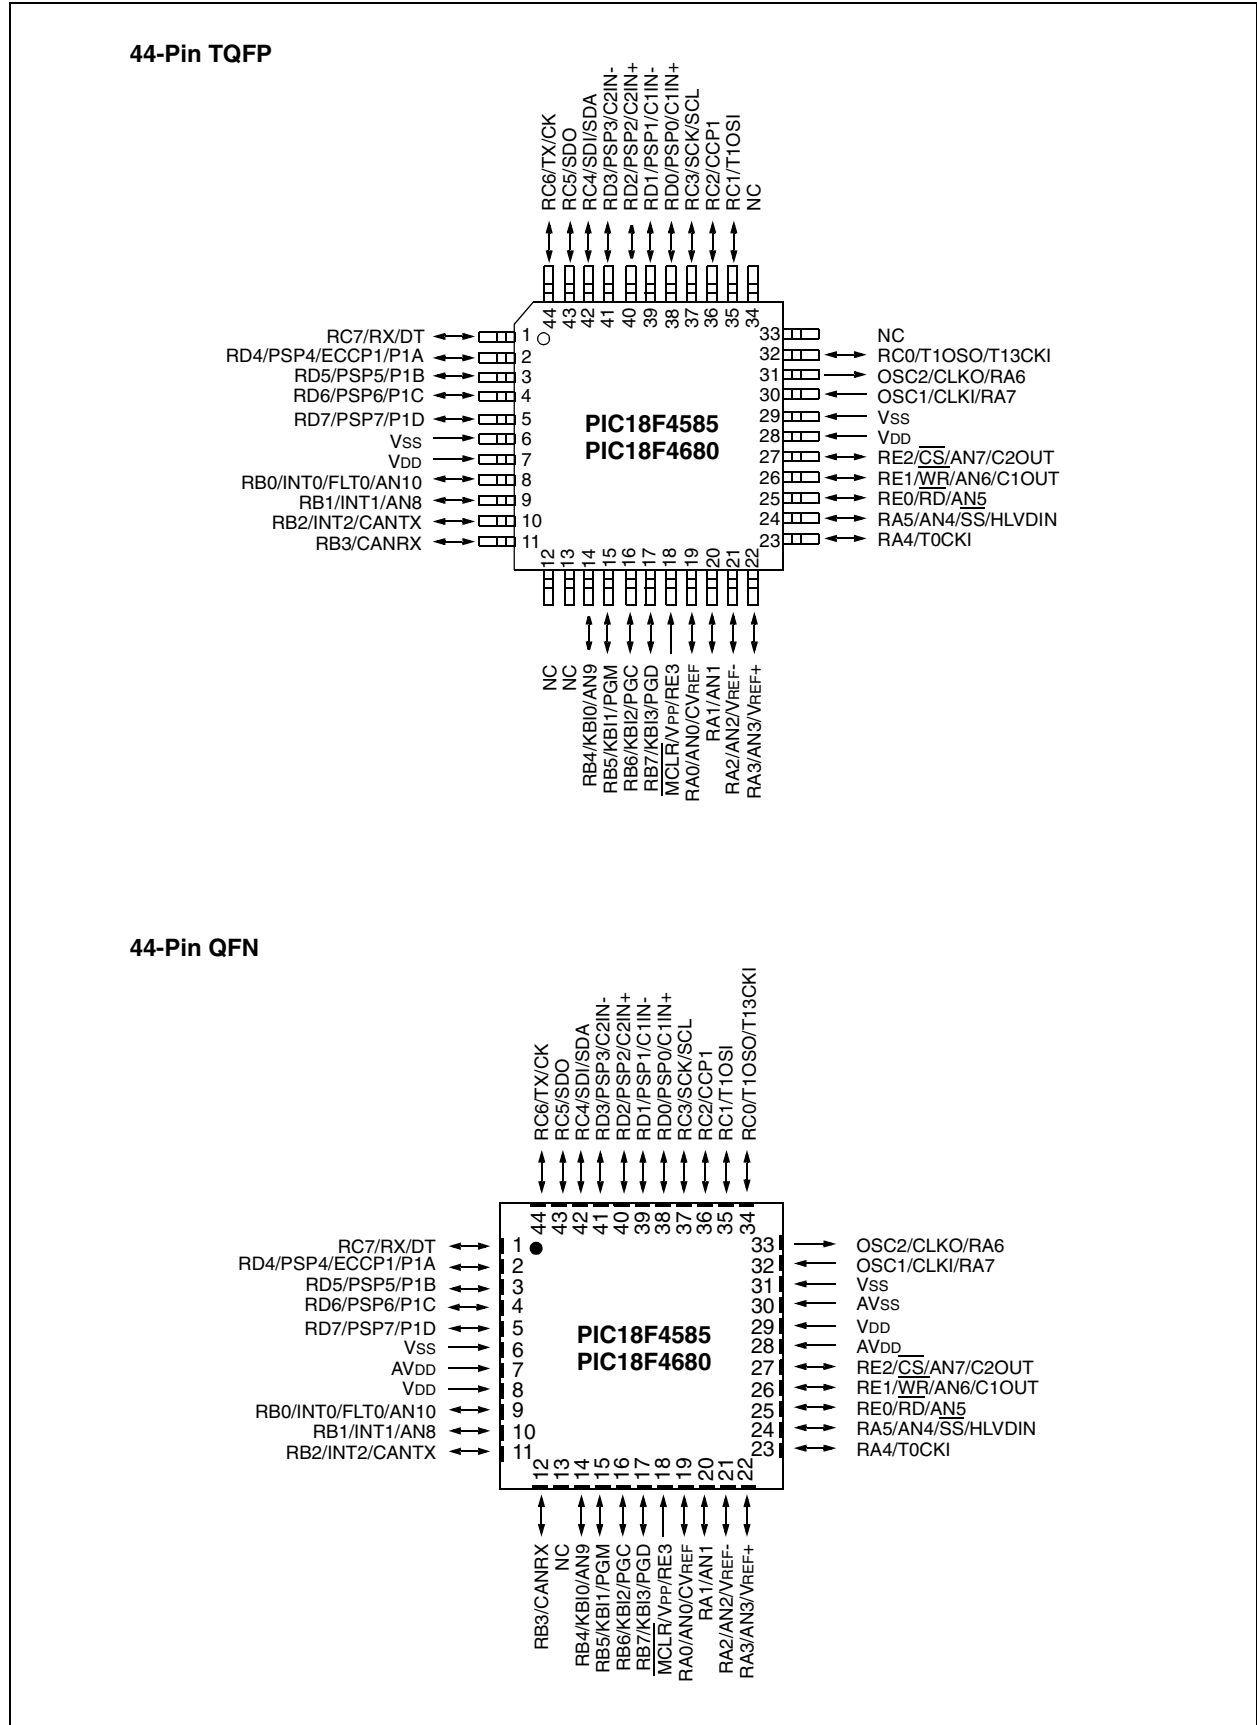 44-Pin TQFP
RC6/TX/CK
RC5/SDO
RC4/SDI/SDA
RD3/PSP3/C2IN-
RD2/PSP2/C2IN+
RD1/PSP1/C1IN-
RD0/PSP0/C1IN+
RC3/SCK/SCL
RC2/CCP1
RC1/T1OSI
NC
44
43
42
41
40
39
38
37
36
35
34
RC7/RX/DT 1
RD4/PSP4/ECCP1/P1A 2
RD5/PSP5/P1B 3
RD6/PSP6/P1C 4
RD7/PSP7/P1D 5
VSS 6
VDD 7
RB0/INT0/FLT0/AN10 8
RB1/INT1/AN8 9
RB2/INT2/CANTX 10
RB3/CANRX 11
PIC18F4585
PIC18F4680
33 NC
32 RC0/T1OSO/T13CKI
31 OSC2/CLKO/RA6
30 OSC1/CLKI/RA7
29 VSS
28 VDD
27 RE2/CS/AN7/C2OUT
26 RE1/WR/AN6/C1OUT
25 RE0/RD/AN5
24 RA5/AN4/SS/HLVDIN
23 RA4/T0CKI
12
13
14
15
16
17
18
19
20
21
22
NC
NC
RB4/KBI0/AN9
RB5/KBI1/PGM
RB6/KBI2/PGC
RB7/KBI3/PGD
MCLR/VPP/RE3
RA0/AN0/CVREF
RA1/AN1
RA2/AN2/VREF-
RA3/AN3/VREF+
44-Pin QFN
RC6/TX/CK
RC5/SDO
RC4/SDI/SDA
RD3/PSP3/C2IN-
RD2/PSP2/C2IN+
RD1/PSP1/C1IN-
RD0/PSP0/C1IN+
RC3/SCK/SCL
RC2/CCP1
RC1/T1OSI
RC0/T1OSO/T13CKI
44
43
42
41
40
39
38
37
36
35
34
RC7/RX/DT 1
RD4/PSP4/ECCP1/P1A 2
RD5/PSP5/P1B 3
RD6/PSP6/P1C 4
RD7/PSP7/P1D 5
VSS 6
AVDD 7
VDD 8
RB0/INT0/FLT0/AN10 9
RB1/INT1/AN8 10
RB2/INT2/CANTX 11
PIC18F4585
PIC18F4680
33 OSC2/CLKO/RA6
32 OSC1/CLKI/RA7
31 VSS
30 AVSS
29 VDD
28 AVDD
27 RE2/CS/AN7/C2OUT
26 RE1/WR/AN6/C1OUT
25 RE0/RD/AN5
24 RA5/AN4/SS/HLVDIN
23 RA4/T0CKI
12
13
14
15
16
17
18
19
20
21
22
RB3/CANRX
NC
RB4/KBI0/AN9
RB5/KBI1/PGM
RB6/KBI2/PGC
RB7/KBI3/PGD
MCLR/VPP/RE3
RA0/AN0/CVREF
RA1/AN1
RA2/AN2/VREF-
RA3/AN3/VREF+